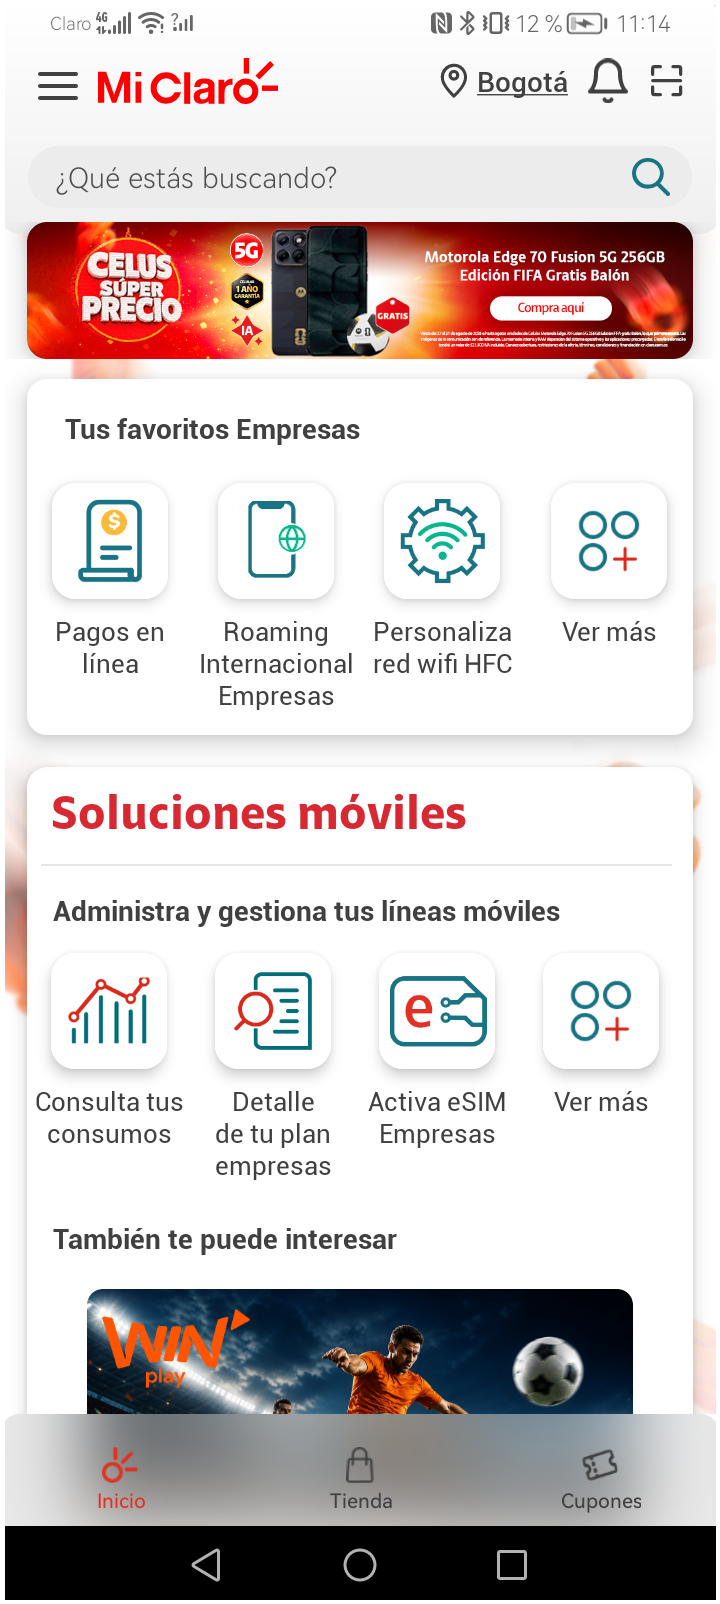 Claro 4G 12 % 11:14
Mi Claro
Bogotá
¿Qué estás buscando?
CELUS
SÚPER
PRECIO
5G
1 AÑO
GARANTÍA
IA
GRATIS
Motorola Edge 70 Fusion 5G 256GB
Edición FIFA Gratis Balón
Compra aquí
Tus favoritos Empresas
Pagos en
línea
Roaming
Internacional
Empresas
Personaliza
red wifi HFC
Ver más
Soluciones móviles
Administra y gestiona tus líneas móviles
Consulta tus
consumos
Detalle
de tu plan
empresas
Activa eSIM
Empresas
Ver más
También te puede interesar
WIN
play
Inicio
Tienda
Cupones